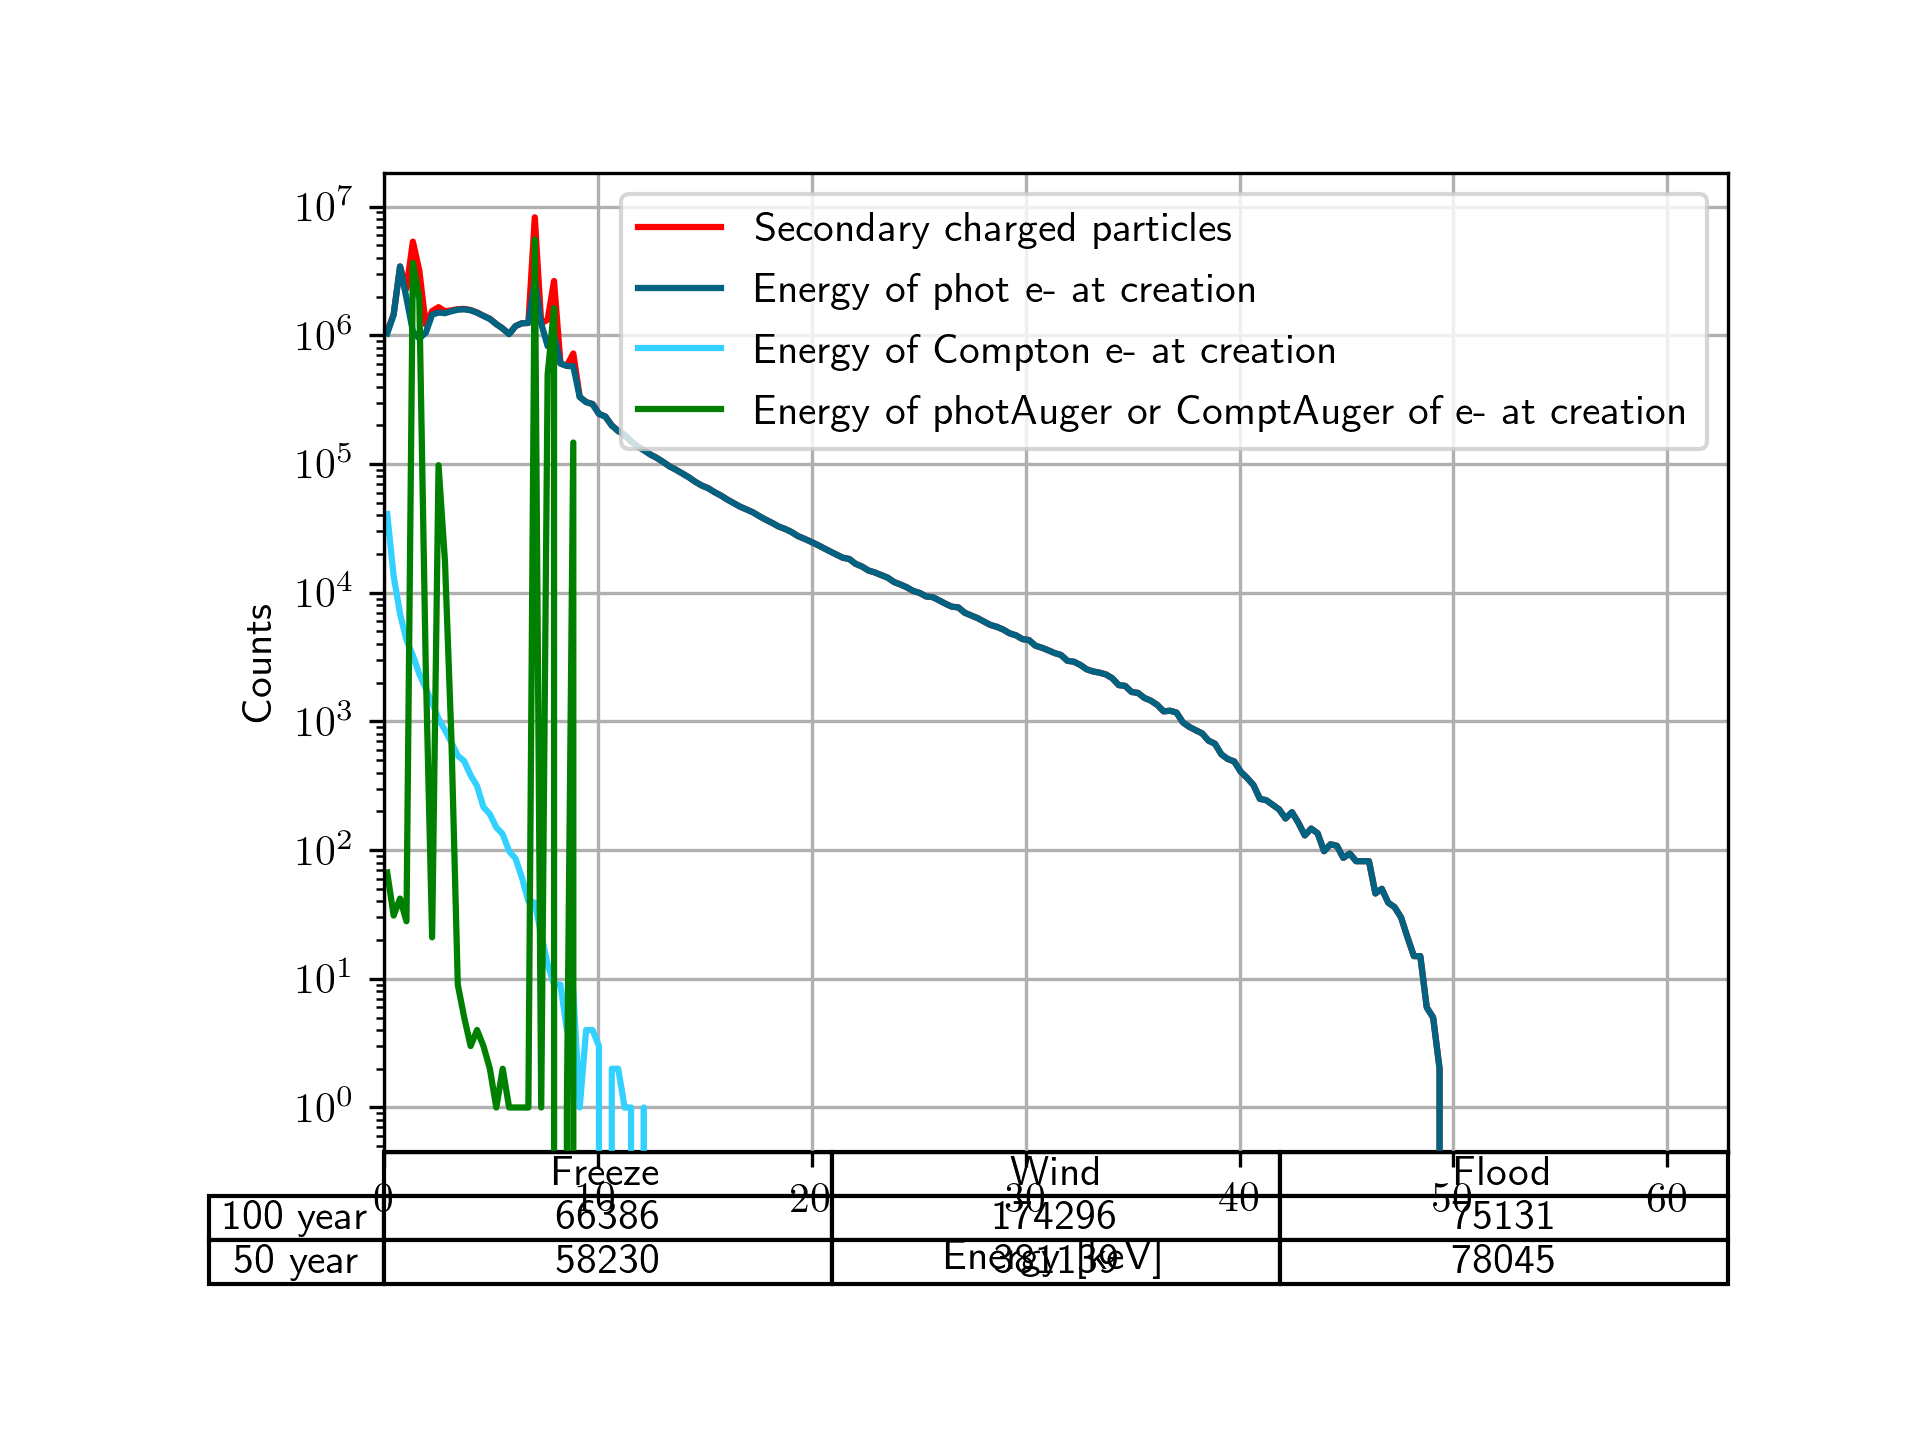 10^7
10^6
10^5
10^4
10^3
10^2
10^1
10^0
Counts
Secondary charged particles
Energy of phot e- at creation
Energy of Compton e- at creation
Energy of photAuger or ComptAuger of e- at creation
Freeze Wind Flood
0 10 20 30 40 50 60
100 year 66386 174296 75131
50 year 58230 381139 78045
Energy [keV]